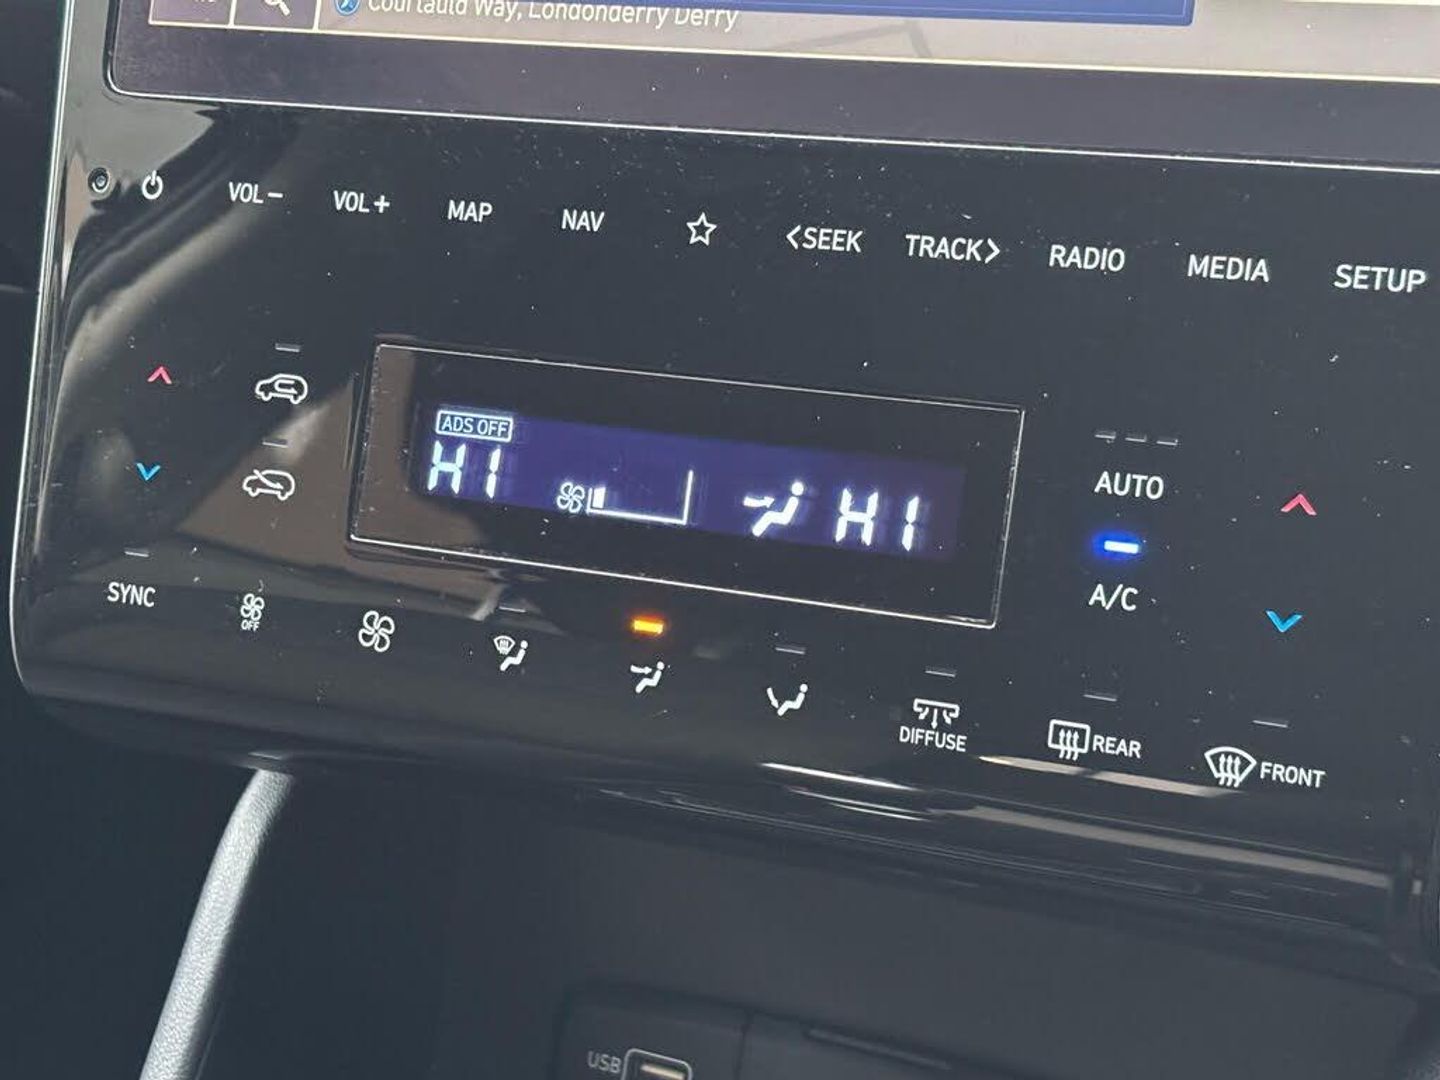 Courtauld Way, Londonderry Derry
VOL- VOL+ MAP NAV <SEEK TRACK> RADIO MEDIA SETUP
ADS OFF
HI HI
AUTO
A/C
SYNC
OFF
DIFFUSE
REAR
FRONT
USB